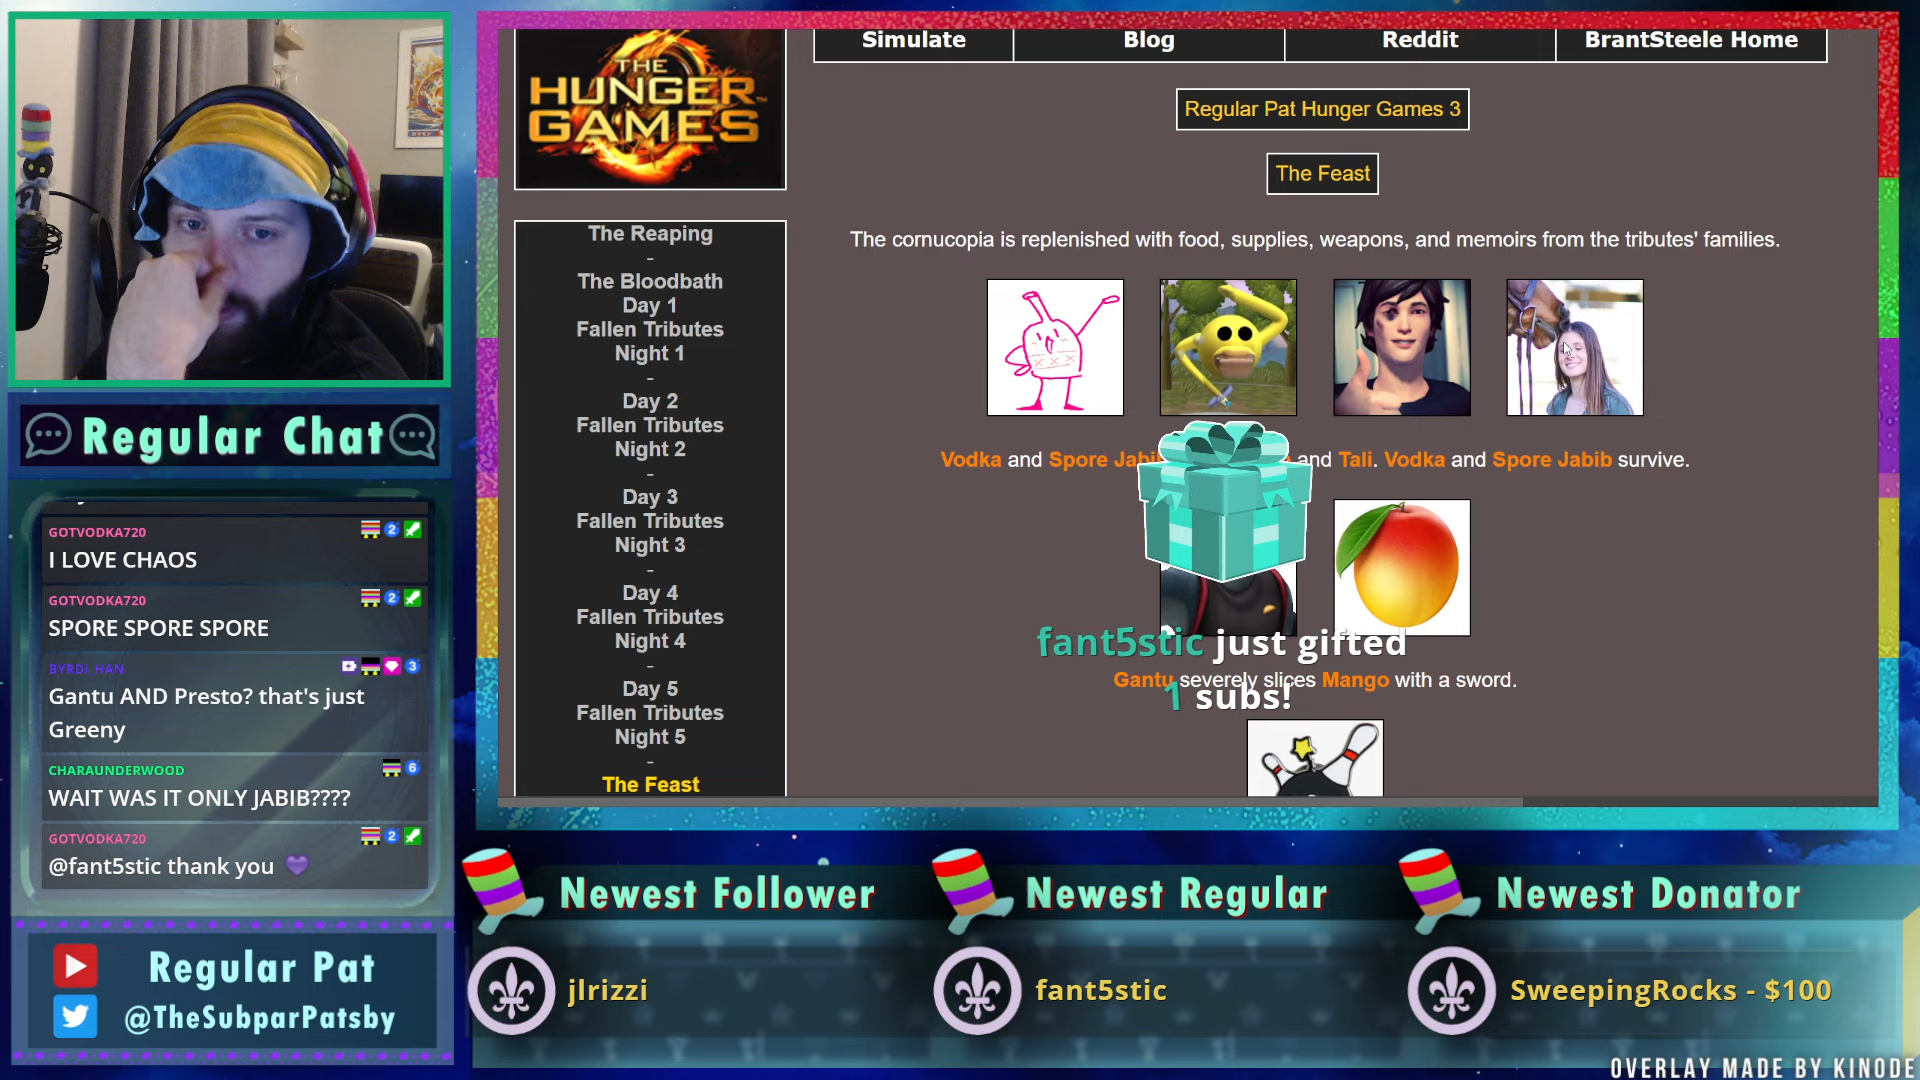 Regular Chat
GOTVODKA720
I LOVE CHAOS
GOTVODKA720
SPORE SPORE SPORE
BYRDI HAN
Gantu AND Presto? that's just
Greeny
CHARAUNDERWOOD
WAIT WAS IT ONLY JABIB????
GOTVODKA720
@fant5stic thank you
Regular Pat
@TheSubparPatsby
THE
HUNGER
GAMES
The Reaping
-
The Bloodbath
Day 1
Fallen Tributes
Night 1
-
Day 2
Fallen Tributes
Night 2
-
Day 3
Fallen Tributes
Night 3
-
Day 4
Fallen Tributes
Night 4
-
Day 5
Fallen Tributes
Night 5
-
The Feast
Simulate Blog Reddit BrantSteele Home
Regular Pat Hunger Games 3
The Feast
The cornucopia is replenished with food, supplies, weapons, and memoirs from the tributes' families.
Vodka and Spore Jabib and Tali. Vodka and Spore Jabib survive.
fant5stic just gifted
1 subs!
Gantu severely slices Mango with a sword.
Newest Follower
jlrizzi
Newest Regular
fant5stic
Newest Donator
SweepingRocks - $100
OVERLAY MADE BY KINODE